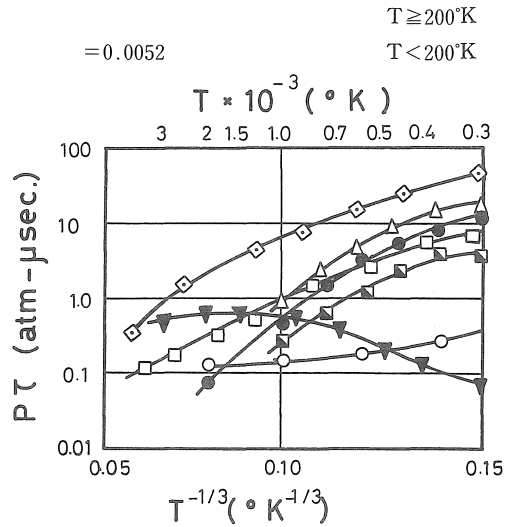 T≧200°K
=0.0052 T<200°K
T × 10⁻³ (° K)
3 2 1.5 1.0 0.7 0.5 0.4 0.3
100
10
1.0
0.1
0.01
Pτ (atm-μsec.)
0.05 0.10 0.15
T⁻¹/³(° K⁻¹/³)